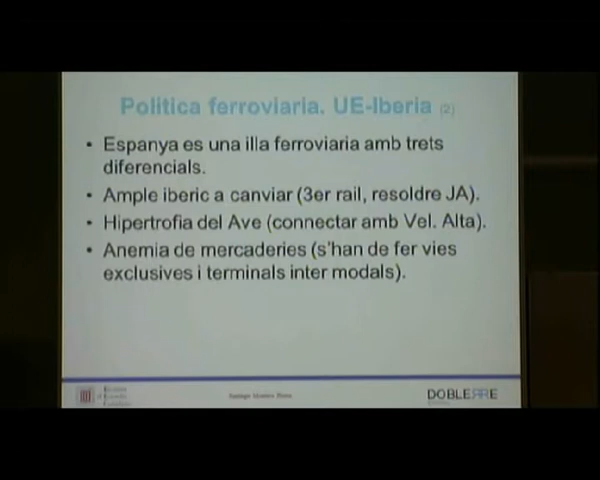 Politica ferroviaria. UE-Iberia (2)
• Espanya es una illa ferroviaria amb trets
diferencials.
• Ample iberic a canviar (3er rail, resoldre JA).
• Hipertrofia del Ave (connectar amb Vel. Alta).
• Anemia de mercaderies (s'han de fer vies
exclusives i terminals inter modals).
DOBLERRE